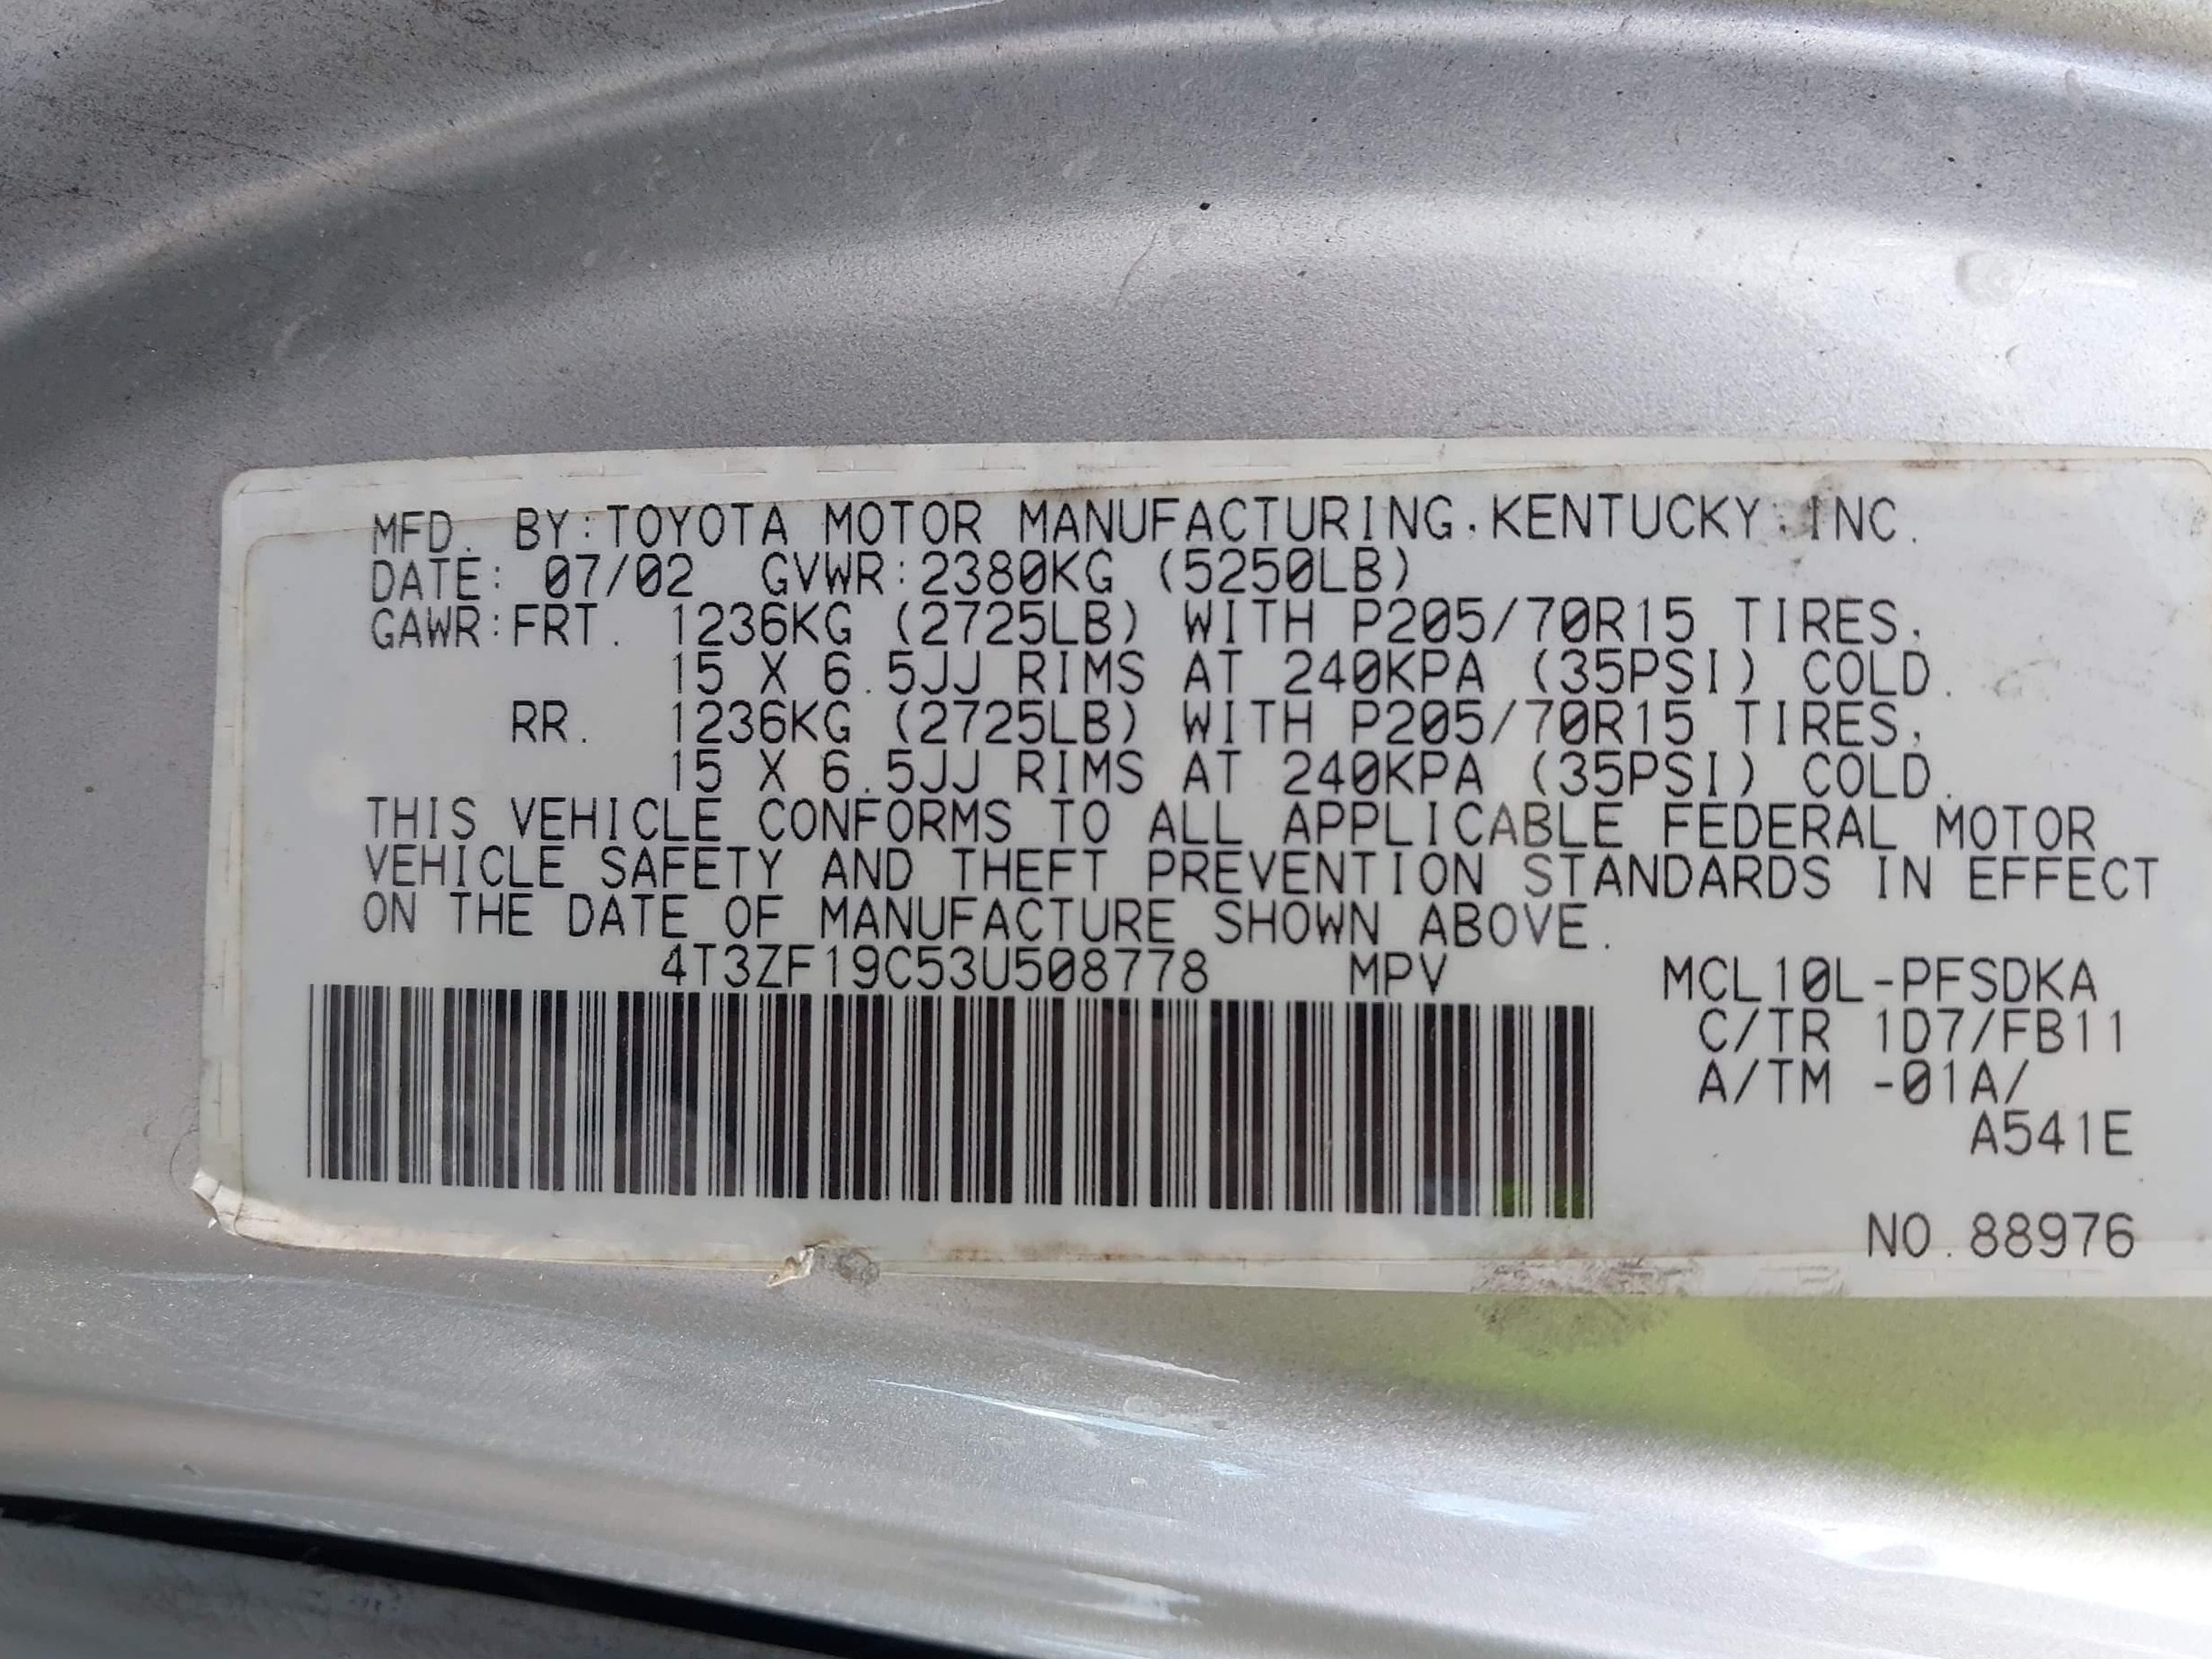 MFD. BY:TOYOTA MOTOR MANUFACTURING,KENTUCKY,INC.
DATE: 07/02 GVWR:2380KG (5250LB)
GAWR:FRT. 1236KG (2725LB) WITH P205/70R15 TIRES,
15 X 6.5JJ RIMS AT 240KPA (35PSI) COLD.
RR. 1236KG (2725LB) WITH P205/70R15 TIRES,
15 X 6.5JJ RIMS AT 240KPA (35PSI) COLD.
THIS VEHICLE CONFORMS TO ALL APPLICABLE FEDERAL MOTOR
VEHICLE SAFETY AND THEFT PREVENTION STANDARDS IN EFFECT
ON THE DATE OF MANUFACTURE SHOWN ABOVE.
4T3ZF19C53U508778 MPV MCL10L-PFSDKA
C/TR 1D7/FB11
A/TM -01A/
A541E
NO.88976